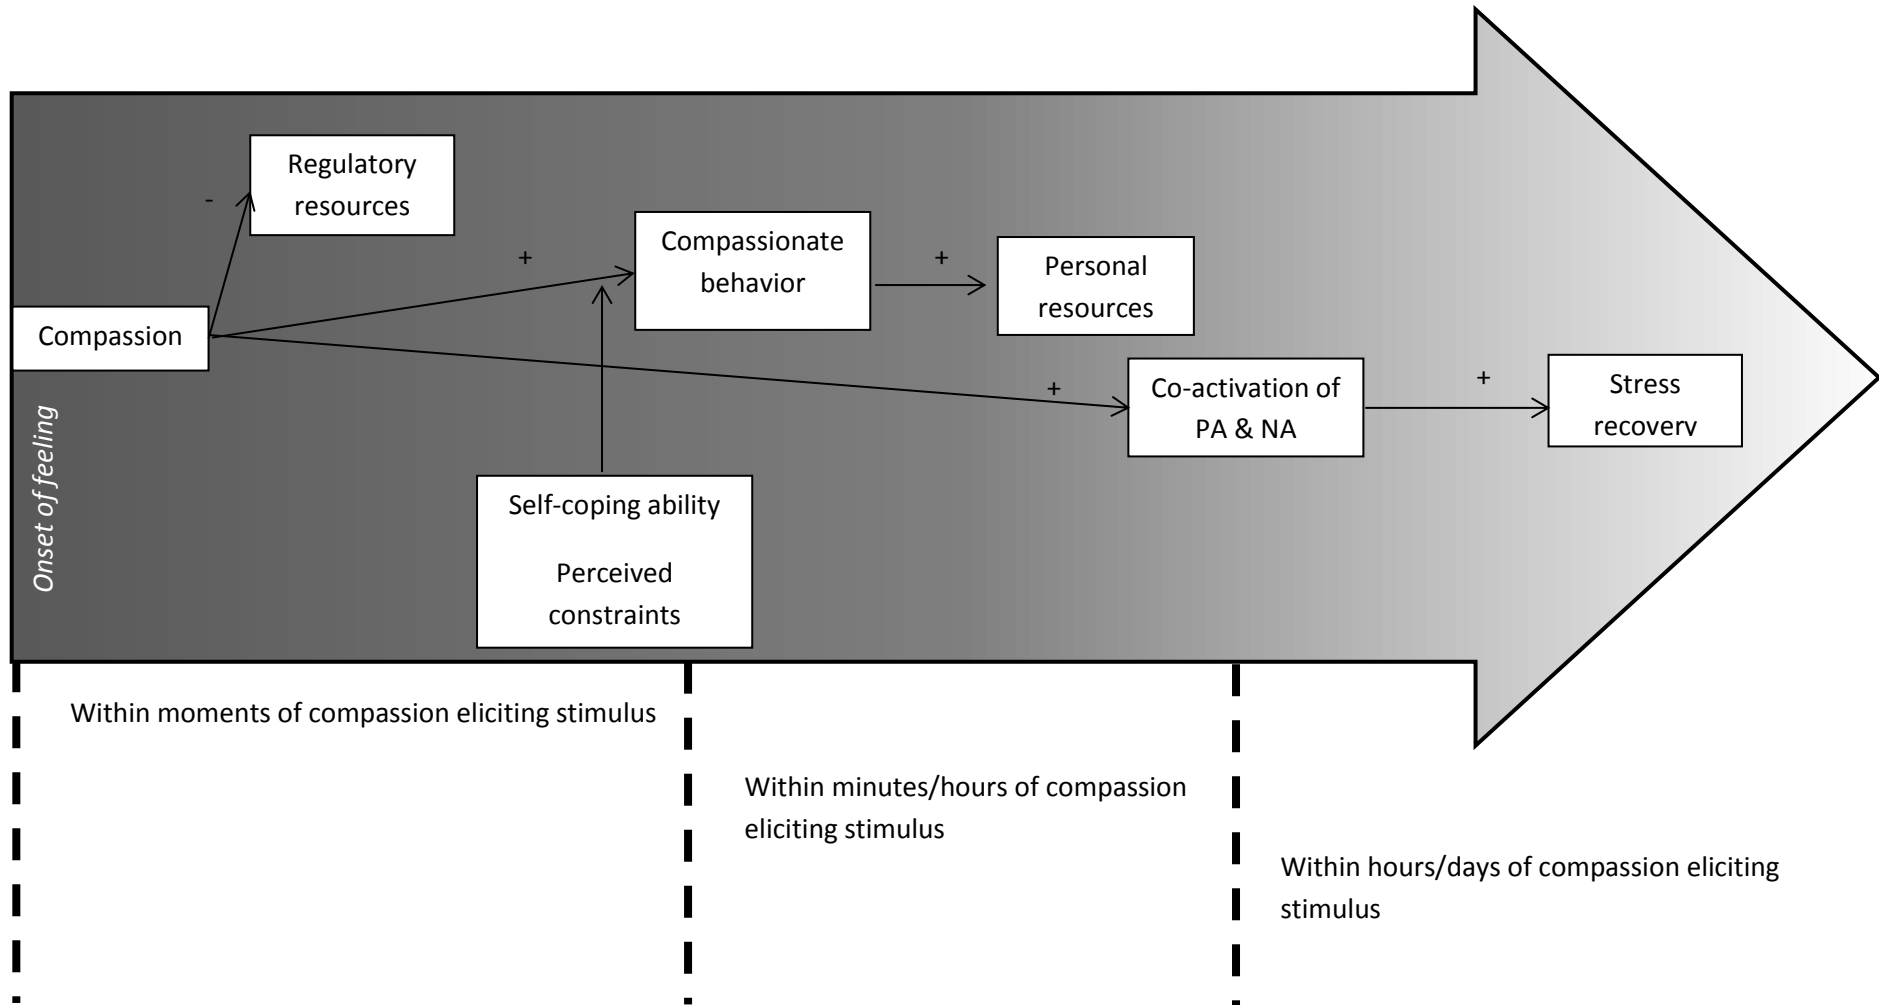 Regulatory
resources
-
Compassionate
behavior
+
+
Personal
resources
Compassion
Co-activation of
PA & NA
+
+
Stress
recovery
Onset of feeling
Self-coping ability
Perceived
constraints
Within moments of compassion eliciting stimulus
Within minutes/hours of compassion
eliciting stimulus
Within hours/days of compassion eliciting
stimulus